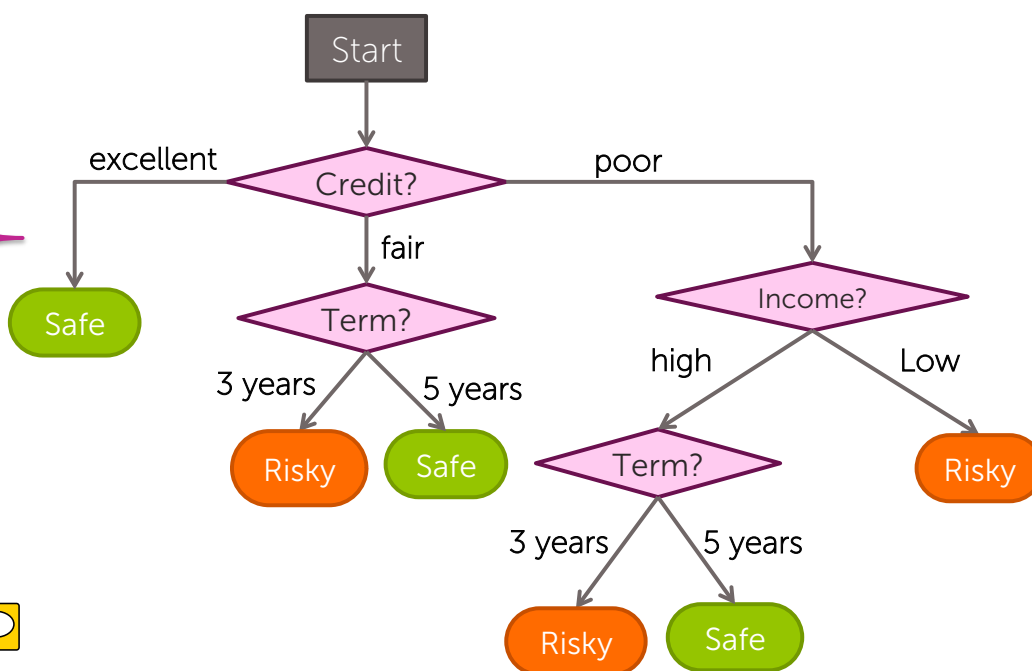 Start
excellent
poor
Credit?
fair
Income?
Safe
Term?
high
Low
3 years
5 years
Risky
Safe
Term?
Risky
3 years
5 years
Risky
Safe